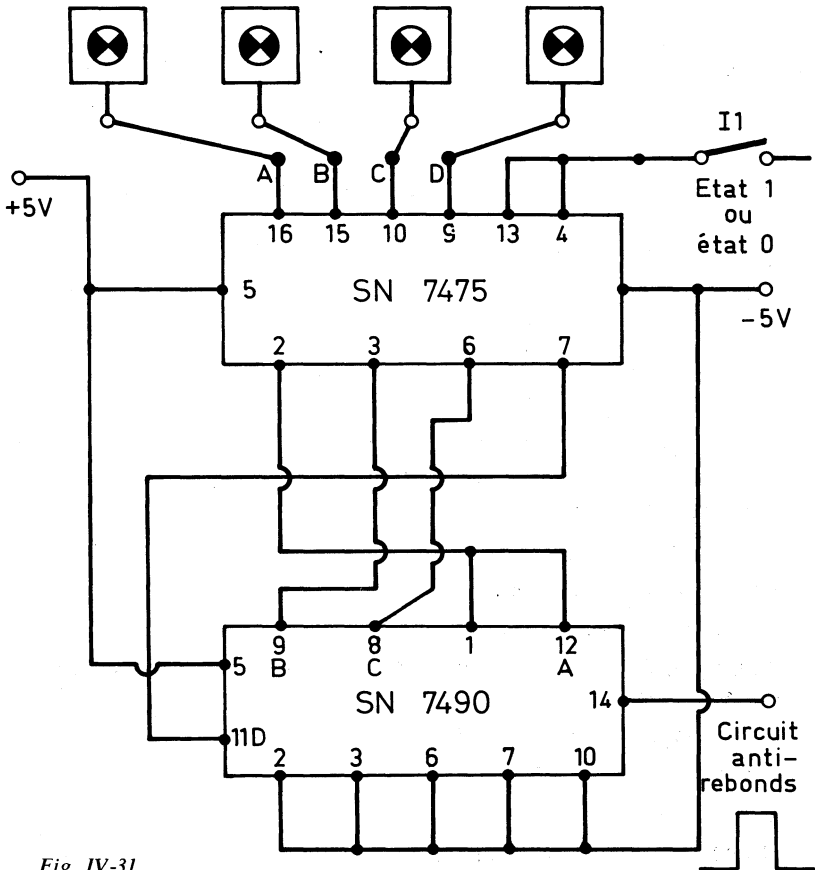 I1
A B C D
+5V
Etat 1
ou
état 0
16 15 10 9 13 4
5 SN 7475
-5V
2 3 6 7
9 8 1 12
B C A
5
SN 7490 14
11D
Circuit
anti-
rebonds
2 3 6 7 10
Fig. IV-31